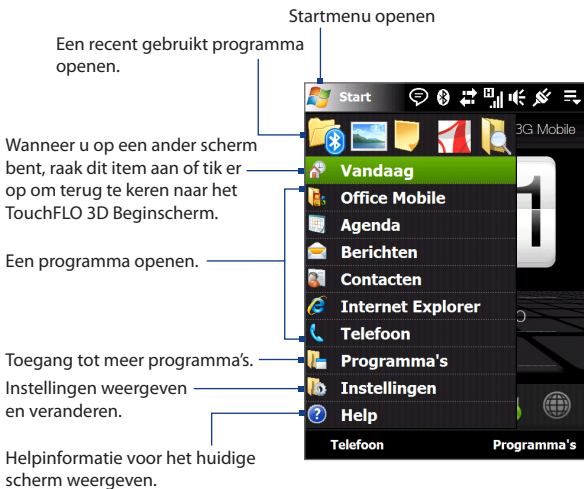 Startmenu openen
Een recent gebruikt programma
openen.
Wanneer u op een ander scherm
bent, raak dit item aan of tik er
op om terug te keren naar het
TouchFLO 3D Beginscherm.
Een programma openen.
Toegang tot meer programma’s.
Instellingen weergeven
en veranderen.
Helpinformatie voor het huidige
scherm weergeven.
Start
H
3G Mobile
Vandaag
Office Mobile
Agenda
Berichten
Contacten
Internet Explorer
Telefoon
Programma's
Instellingen
Help
Telefoon Programma's